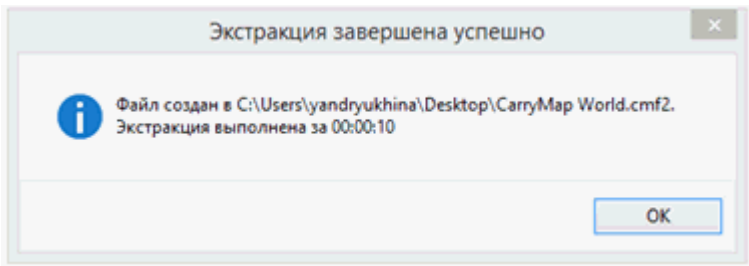 Экстракция завершена успешно
Файл создан в C:\Users\yandryukhina\Desktop\CarryMap World.cmf2.
Экстракция выполнена за 00:00:10
OK